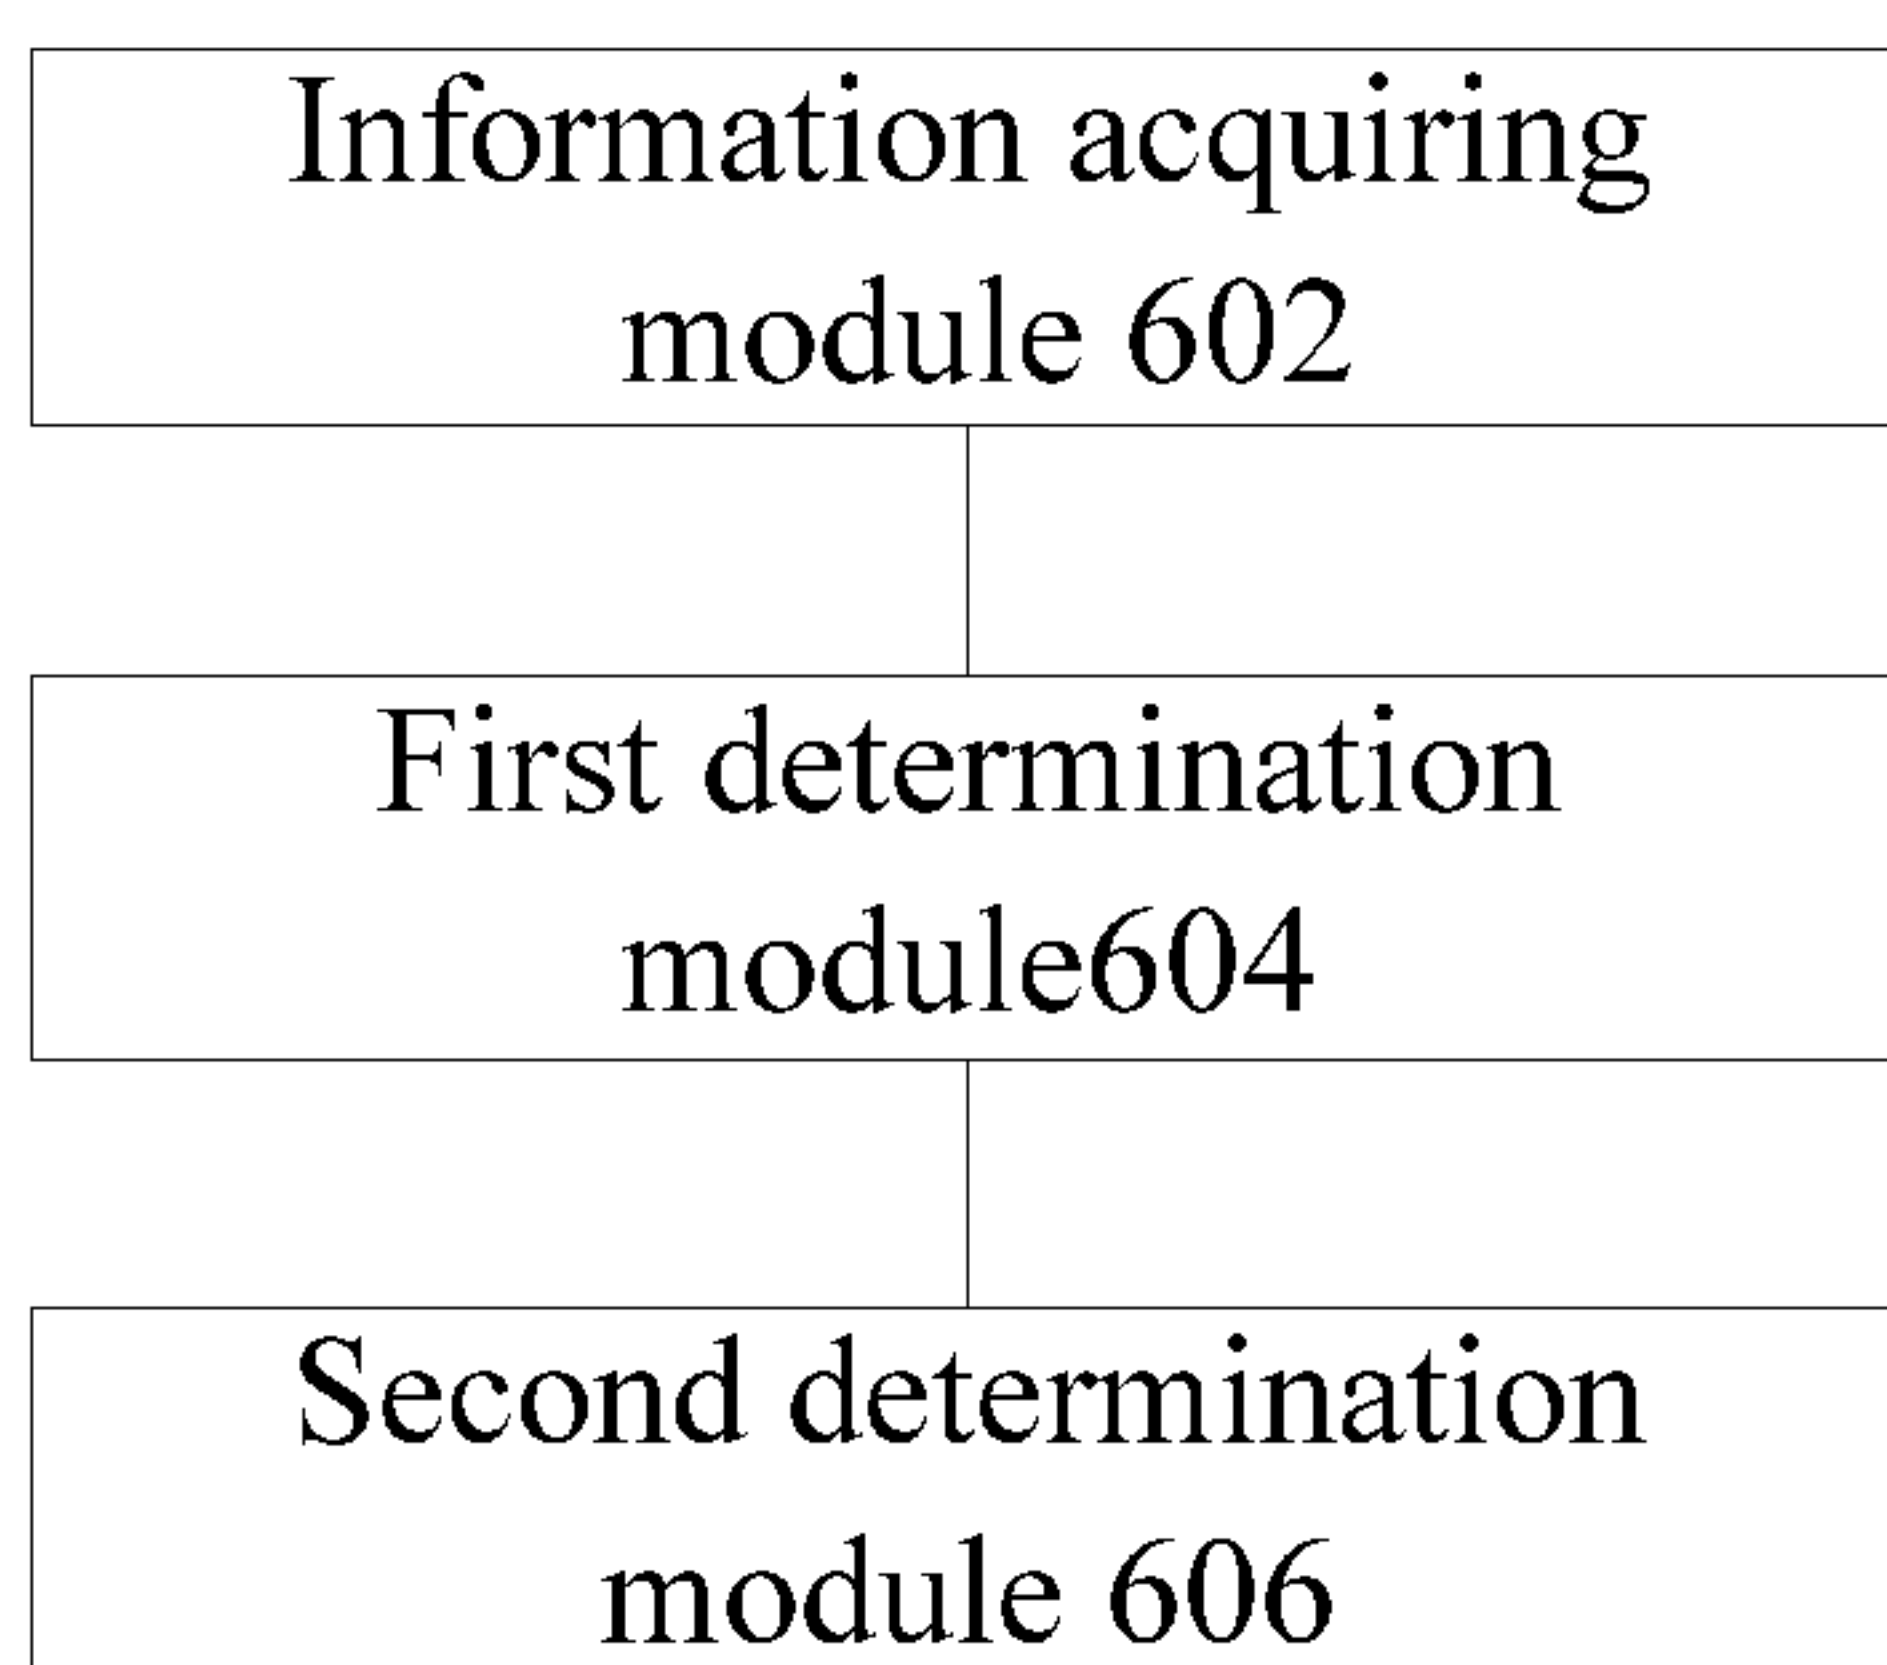 Information acquiring
module 602
First determination
module604
Second determination
module 606